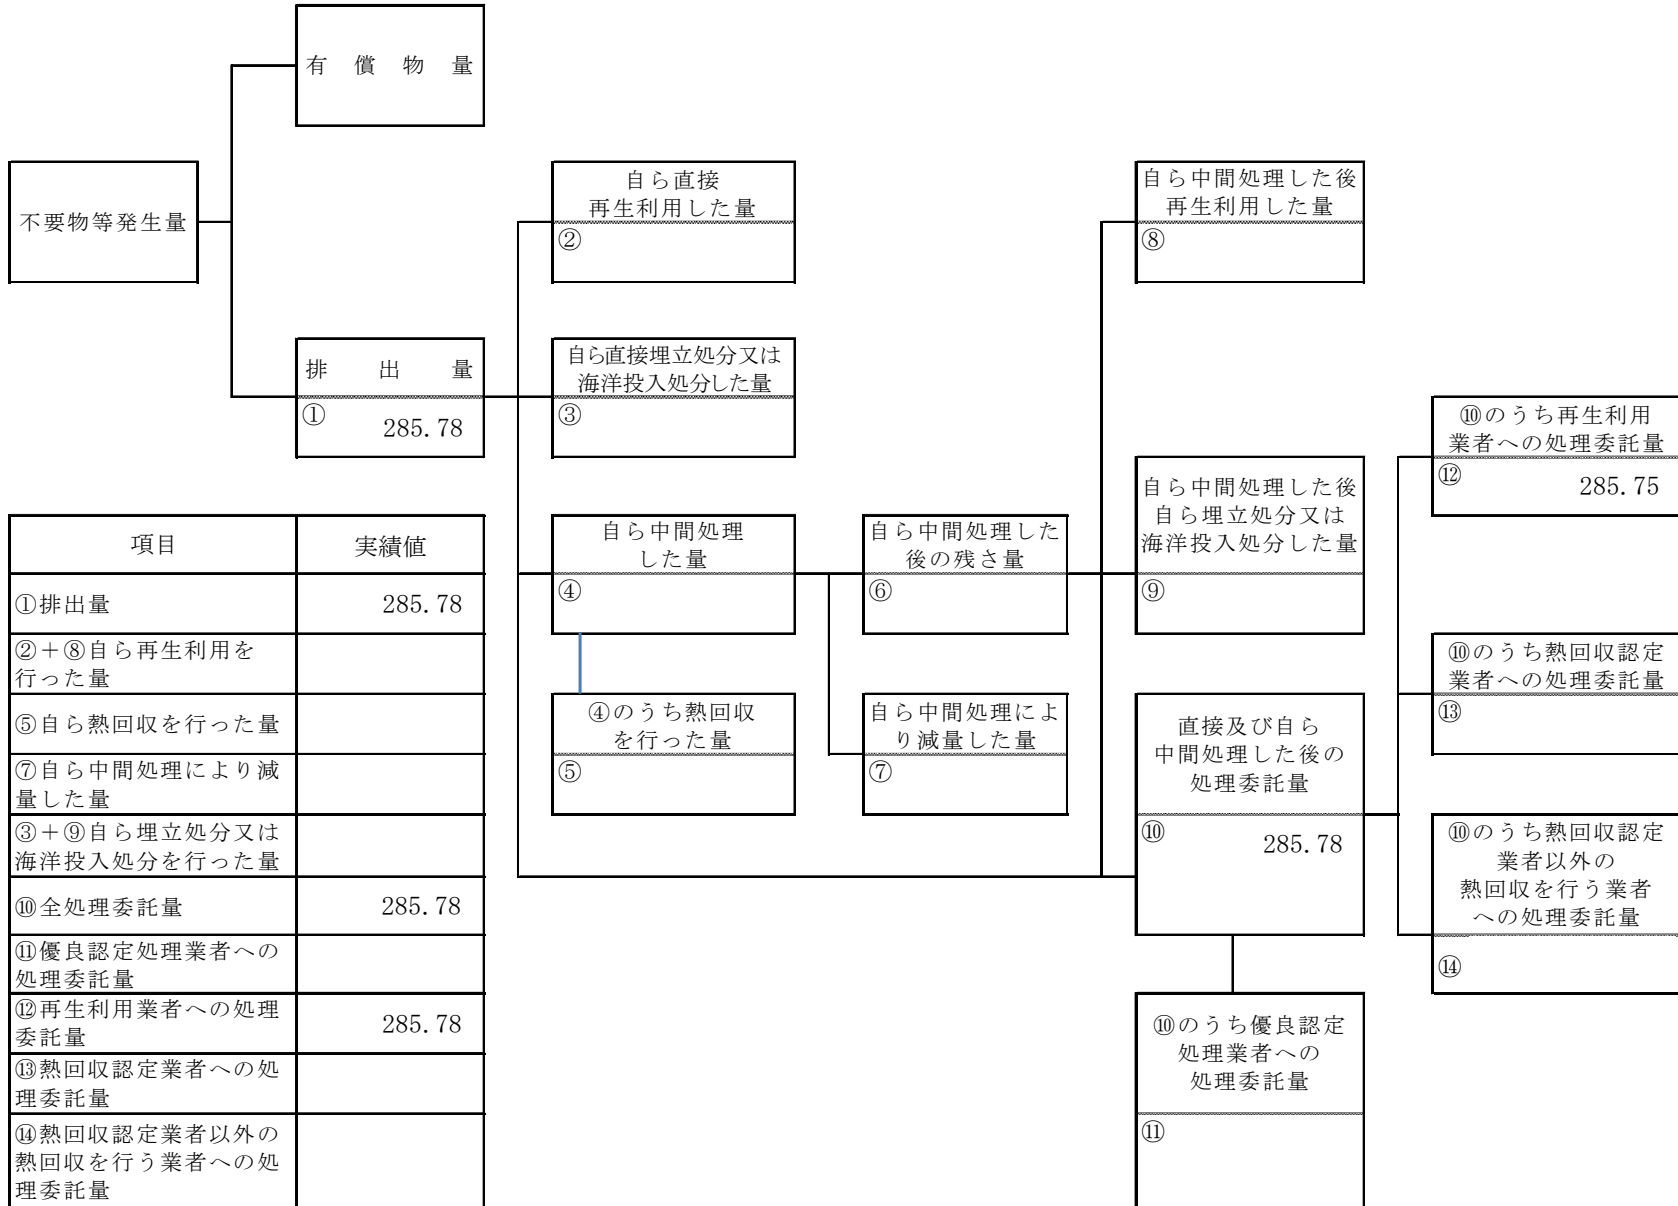 有償物量
不要物等発生量
自ら直接
再生利用した量
②
自ら中間処理した後
再生利用した量
⑧
排出量
① 285.78
自ら直接埋立処分又は
海洋投入処分した量
③
⑩のうち再生利用
業者への処理委託量
⑫ 285.75
自ら中間処理した後
自ら埋立処分又は
海洋投入処分した量
⑨
自ら中間処理
した量
④
自ら中間処理した
後の残さ量
⑥
⑩のうち熱回収認定
業者への処理委託量
⑬
④のうち熱回収
を行った量
⑤
自ら中間処理によ
り減量した量
⑦
直接及び自ら
中間処理した後の
処理委託量
⑩ 285.78
⑩のうち熱回収認定
業者以外の
熱回収を行う業者
への処理委託量
⑭
⑩のうち優良認定
処理業者への
処理委託量
⑪
項目 実績値
①排出量 285.78
②＋⑧自ら再生利用を
行った量
⑤自ら熱回収を行った量
⑦自ら中間処理により減
量した量
③＋⑨自ら埋立処分又は
海洋投入処分を行った量
⑩全処理委託量 285.78
⑪優良認定処理業者への
処理委託量
⑫再生利用業者への処理
委託量 285.78
⑬熱回収認定業者への処
理委託量
⑭熱回収認定業者以外の
熱回収を行う業者への処
理委託量